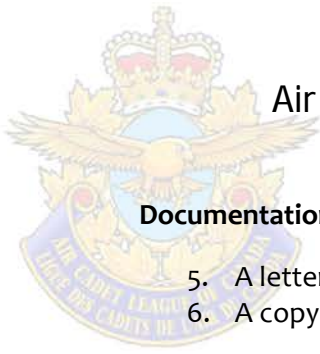 Air
Documentation
5. A letter
6. A copy
AIR CADET LEAGUE OF CANADA
LIGUE DES CADETS DE L'AIR DU CANADA